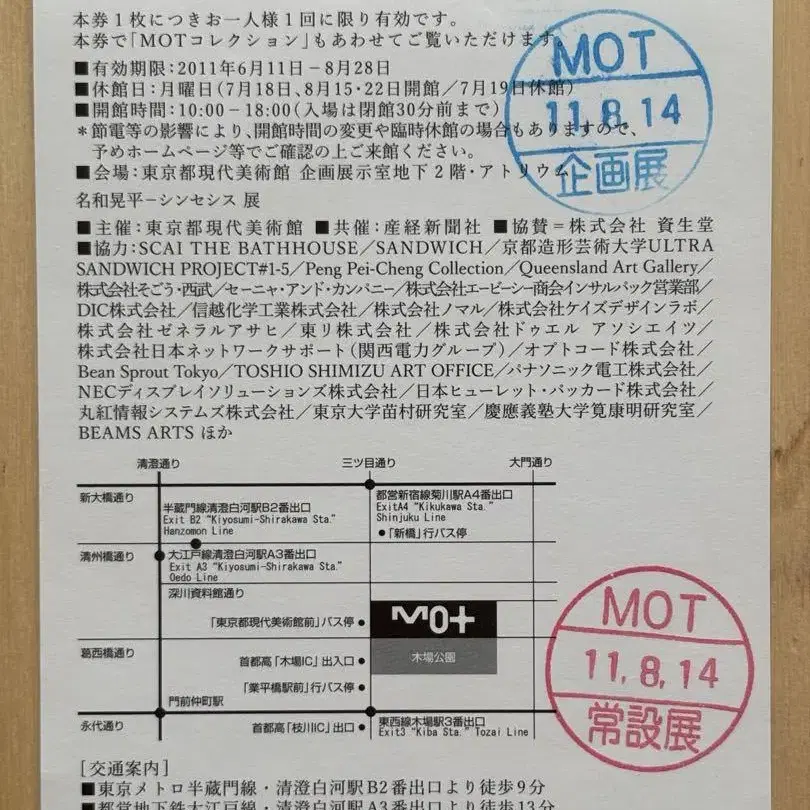 本券1枚につきお一人様1回に限り有効です。
本券で「MOTコレクション」もあわせてご覧いただけます。
■有効期限：2011年6月11日－8月28日
■休館日：月曜日（7月18日、8月15・22日開館／7月19日休館）
■開館時間：10:00－18:00（入場は閉館30分前まで）
＊節電等の影響により、開館時間の変更や臨時休館の場合もありますので、
予めホームページ等でご確認の上ご来館ください。
■会場：東京都現代美術館 企画展示室地下2階・アトリウム
MOT
11.8.14
企画展
名和晃平－シンセシス 展
■主催：東京都現代美術館 ■共催：産経新聞社 ■協賛＝株式会社 資生堂
■協力：SCAI THE BATHHOUSE／SANDWICH／京都造形芸術大学ULTRA
SANDWICH PROJECT#1-5／Peng Pei-Cheng Collection／Queensland Art Gallery／
株式会社そごう・西武／セーニャ・アンド・カンパニー／株式会社エービーシー商会インサルパック営業部／
DIC株式会社／信越化学工業株式会社／株式会社ノマル／株式会社ケイズデザインラボ／
株式会社ゼネラルアサヒ／東リ株式会社／株式会社ドゥエル アソシエイツ／
株式会社日本ネットワークサポート（関西電力グループ）／オプトコード株式会社／
Bean Sprout Tokyo／TOSHIO SHIMIZU ART OFFICE／パナソニック電工株式会社／
NECディスプレイソリューションズ株式会社／日本ヒューレット・パッカード株式会社／
丸紅情報システムズ株式会社／東京大学苗村研究室／慶應義塾大学筧康明研究室／
BEAMS ARTS ほか
清澄通り
三ツ目通り
大門通り
新大橋通り
半蔵門線清澄白河駅B2番出口
Exit B2 "Kiyosumi-Shirakawa Sta."
Hanzomon Line
都営新宿線菊川駅A4番出口
ExitA4 "Kikukawa Sta."
Shinjuku Line
●「新橋」行バス停
清州橋通り
大江戸線清澄白河駅A3番出口
Exit A3 "Kiyosumi-Shirakawa Sta."
Oedo Line
深川資料館通り
「東京都現代美術館前」バス停●
MOT
木場公園
葛西橋通り
首都高「木場IC」出入口●
「業平橋駅前」行バス停●
門前仲町駅
永代通り
首都高「枝川IC」出口●
東西線木場駅3番出口
Exit3 "Kiba Sta." Tozai Line
MOT
11.8.14
常設展
［交通案内］
■東京メトロ半蔵門線・清澄白河駅B2番出口より徒歩9分
■都営地下鉄大江戸線・清澄白河駅A3番出口より徒歩13分